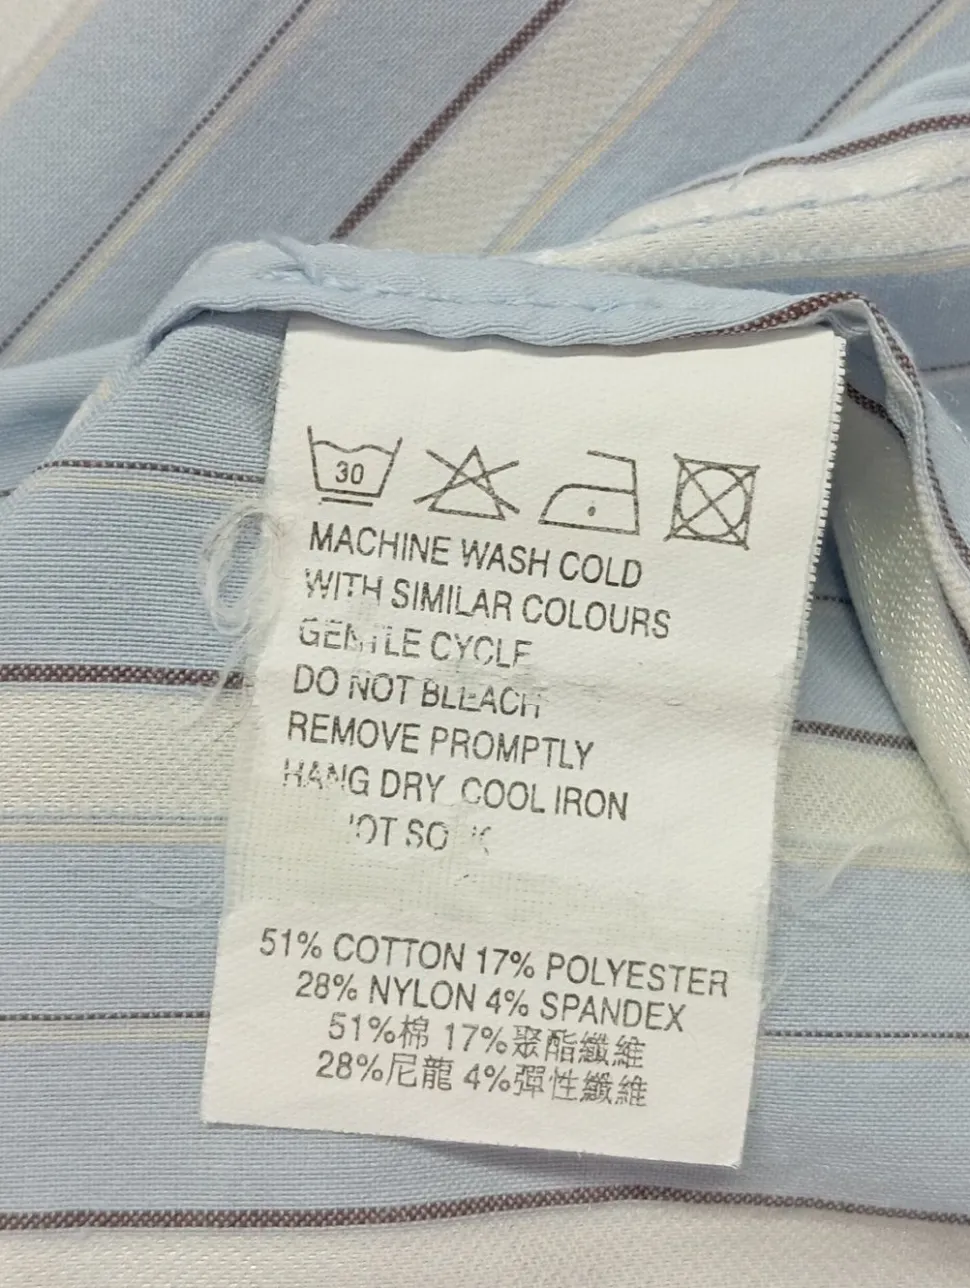 30
MACHINE WASH COLD
WITH SIMILAR COLOURS
GENTLE CYCLE
DO NOT BLEACH
REMOVE PROMPTLY
HANG DRY COOL IRON
51% COTTON 17% POLYESTER
28% NYLON 4% SPANDEX
51%棉 17%聚酯纖維
28%尼龍 4%彈性纖維